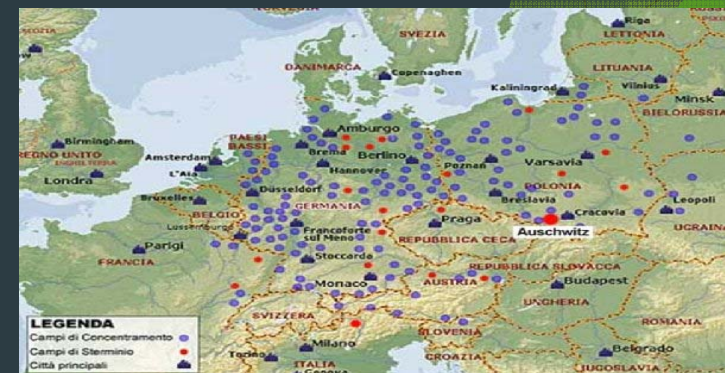 Riga
LETTONIA
SVEZIA
DANIMARCA
Copenaghen
LITUANIA
Vilnius
Kaliningrad
Minsk
BIELORUSSIA
Birmingham
REGNO UNITO
INGHILTERRA
Londra
PAESI
BASSI
Amsterdam
L'Aia
Amburgo
Brema
Berlino
Hannover
Poznan
Varsavia
POLONIA
Bruxelles
BELGIO
Düsseldorf
GERMANIA
Breslavia
Cracovia
Leopoli
Auschwitz
UCRAIN
Lussemburgo
Francoforte
sul Meno
Praga
REPUBBLICA CECA
Parigi
FRANCIA
Stoccarda
REPUBBLICA SLOVACCA
Monaco
AUSTRIA
Budapest
UNGHERIA
SVIZZERA
ROMANIA
SLOVENIA
Milano
Torino
CROAZIA
Belgrado
ITALIA
Genova
JUGOSLAVIA
LEGENDA
Campi di Concentramento
Campi di Sterminio
Città principali